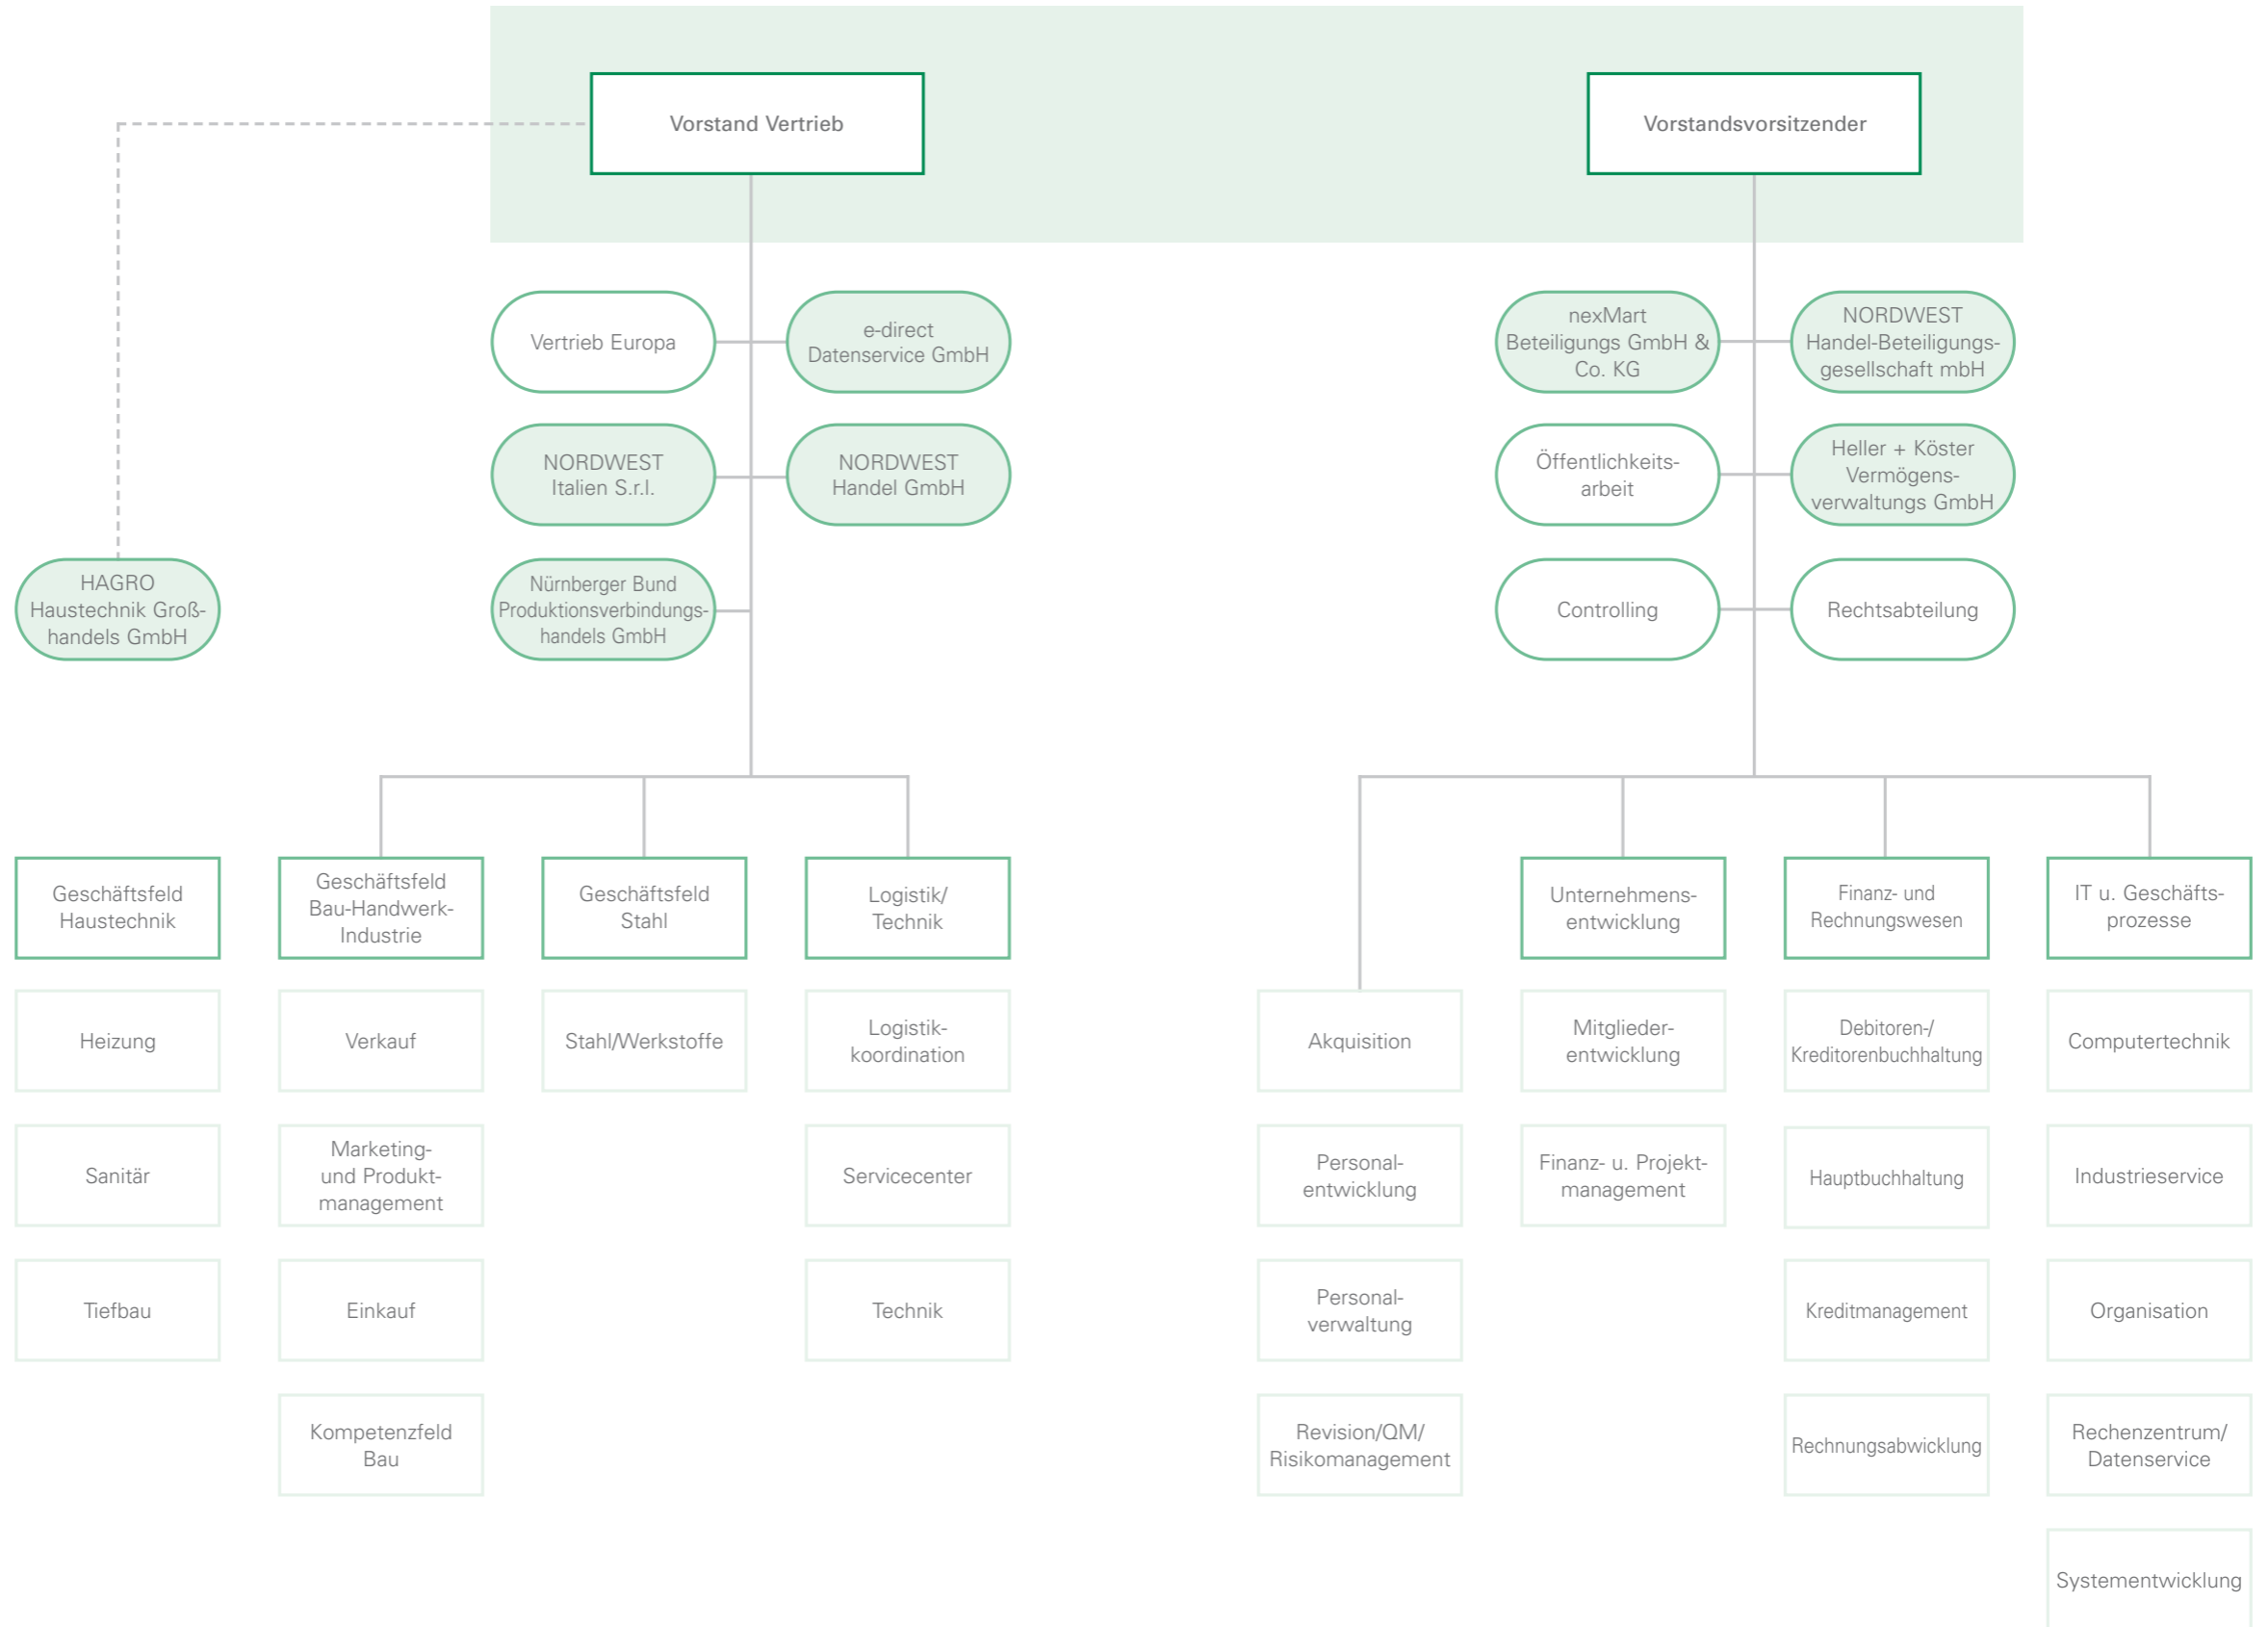 Vorstand Vertrieb
Vorstandsvorsitzender
Vertrieb Europa
e-direct
Datenservice GmbH
nexMart
Beteiligungs GmbH &
Co. KG
NORDWEST
Handel-Beteiligungs-
gesellschaft mbH
NORDWEST
Italien S.r.l.
NORDWEST
Handel GmbH
Öffentlichkeits-
arbeit
Heller + Köster
Vermögens-
verwaltungs GmbH
HAGRO
Haustechnik Groß-
handels GmbH
Nürnberger Bund
Produktionsverbindungs-
handels GmbH
Controlling
Rechtsabteilung
Geschäftsfeld
Haustechnik
Geschäftsfeld
Bau-Handwerk-
Industrie
Geschäftsfeld
Stahl
Logistik/
Technik
Unternehmens-
entwicklung
Finanz- und
Rechnungswesen
IT u. Geschäfts-
prozesse
Heizung
Verkauf
Stahl/Werkstoffe
Logistik-
koordination
Akquisition
Mitglieder-
entwicklung
Debitoren-/
Kreditorenbuchhaltung
Computertechnik
Sanitär
Marketing-
und Produkt-
management
Servicecenter
Personal-
entwicklung
Finanz- u. Projekt-
management
Hauptbuchhaltung
Industrieservice
Tiefbau
Einkauf
Technik
Personal-
verwaltung
Kreditmanagement
Organisation
Kompetenzfeld
Bau
Revision/QM/
Risikomanagement
Rechnungsabwicklung
Rechenzentrum/
Datenservice
Systementwicklung